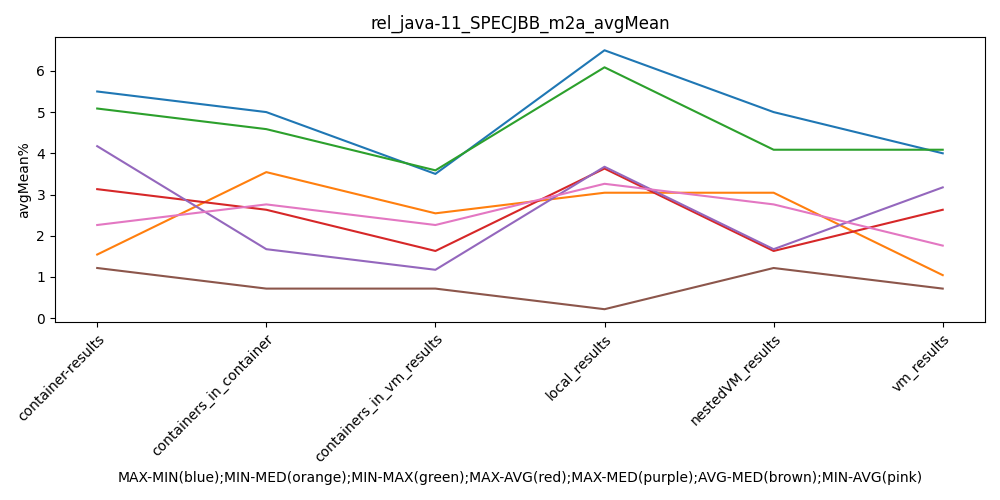 rel_java-11_SPECJBB_m2a_avgMean
avgMean%
6
5
4
3
2
1
0
container-results
containers_in_container
containers_in_vm_results
local_results
nestedVM_results
vm_results
MAX-MIN(blue);MIN-MED(orange);MIN-MAX(green);MAX-AVG(red);MAX-MED(purple);AVG-MED(brown);MIN-AVG(pink)